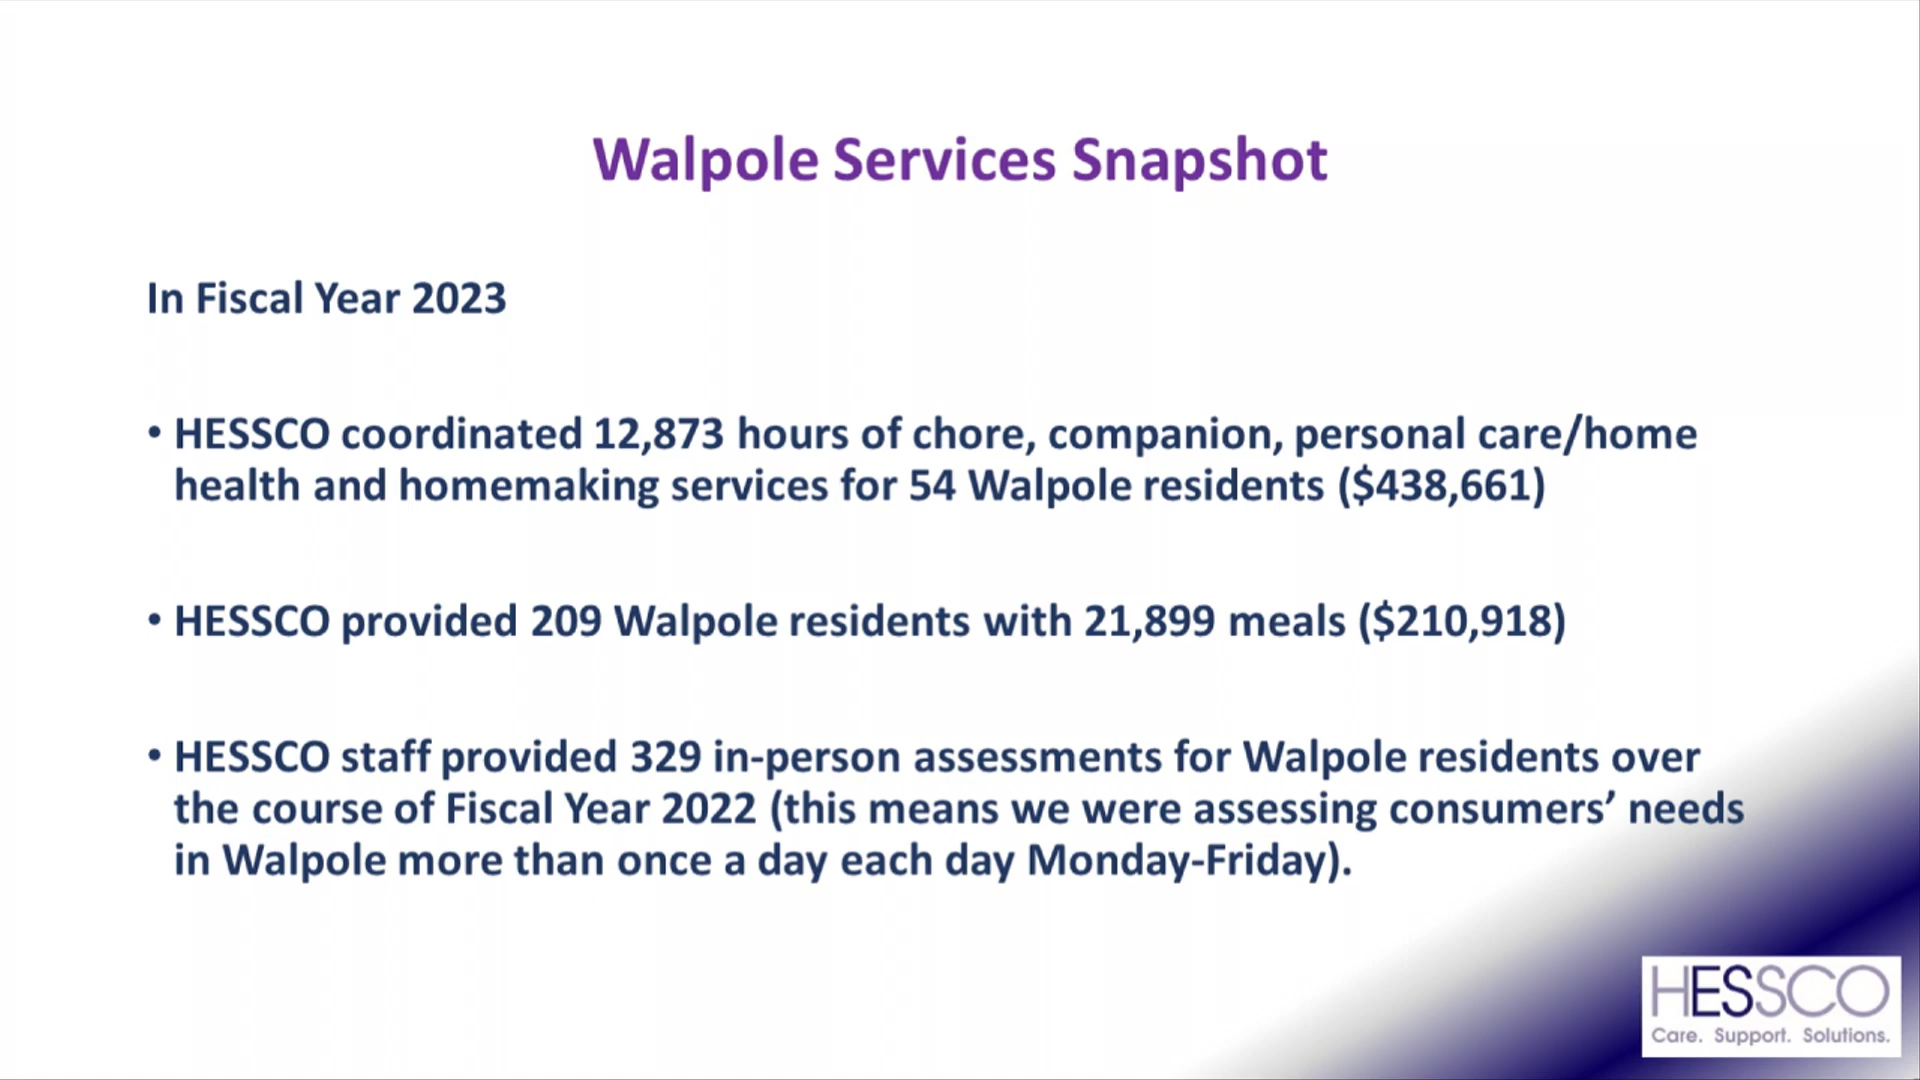 Walpole Services Snapshot
In Fiscal Year 2023
• HESSCO coordinated 12,873 hours of chore, companion, personal care/home
health and homemaking services for 54 Walpole residents ($438,661)
• HESSCO provided 209 Walpole residents with 21,899 meals ($210,918)
• HESSCO staff provided 329 in-person assessments for Walpole residents over
the course of Fiscal Year 2022 (this means we were assessing consumers’ needs
in Walpole more than once a day each day Monday-Friday).
HESSCO
Care. Support. Solutions.